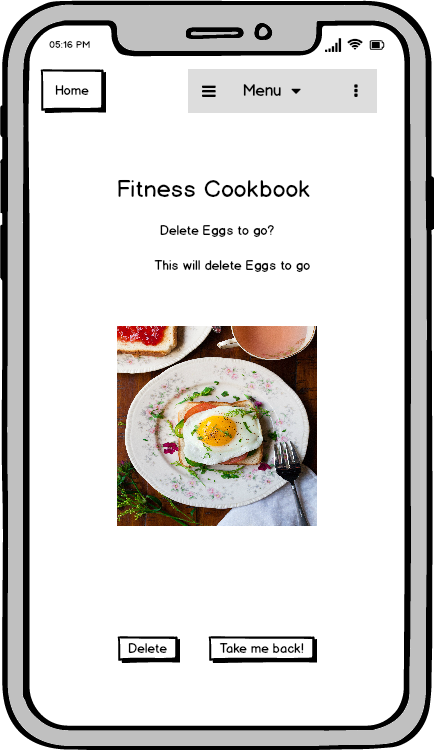 05:16 PM
Home
Menu
Fitness Cookbook
Delete Eggs to go?
This will delete Eggs to go
Delete
Take me back!